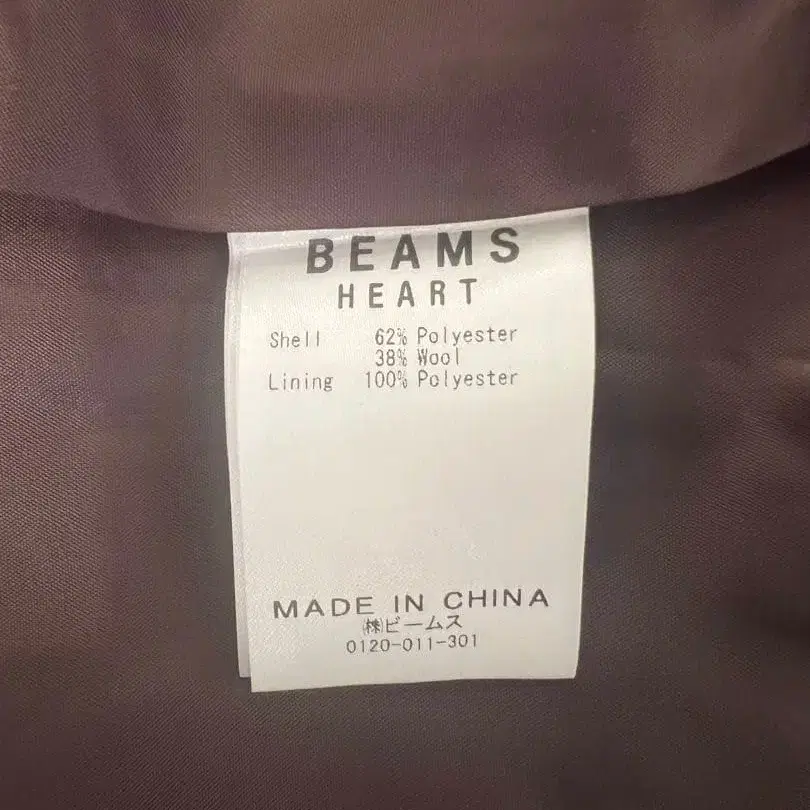 BEAMS
HEART
Shell 62% Polyester
38% Wool
Lining 100% Polyester
MADE IN CHINA
㈱ビームス
0120-011-301